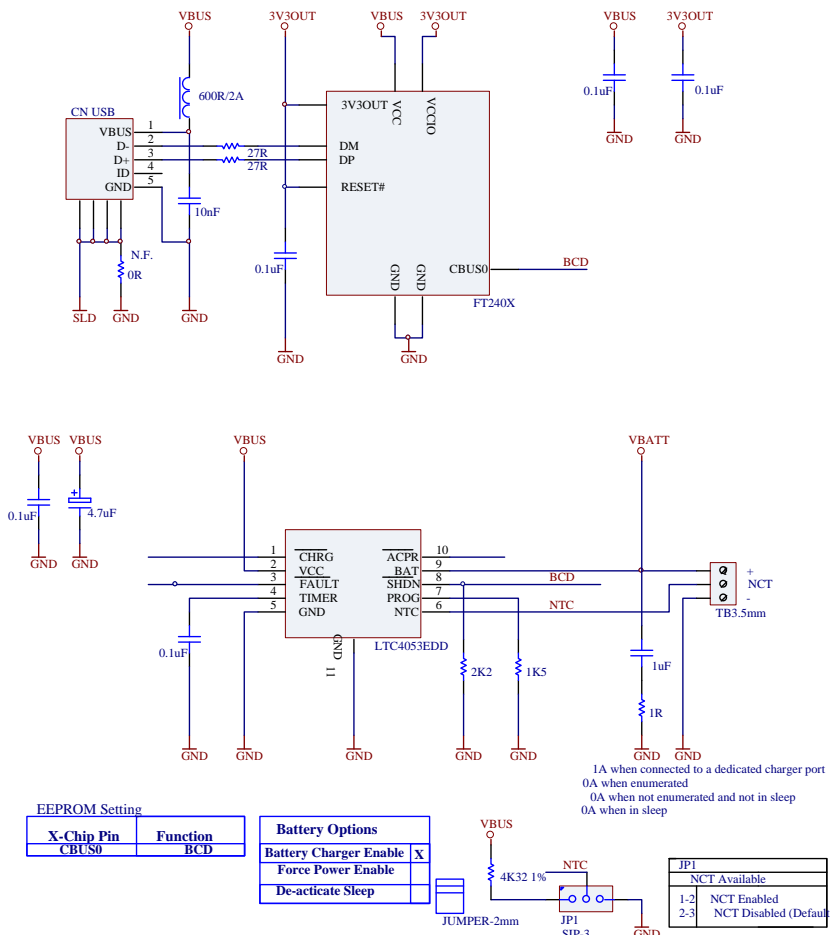 VBUS
3V3OUT
VBUS
3V3OUT
VBUS
3V3OUT
600R/2A
0.1uF
0.1uF
CN USB
3V3OUT
VCC
VCCIO
VBUS
1
D-
2
27R
DM
D+
3
27R
DP
ID
4
GND
5
RESET#
GND
GND
10nF
N.F.
0R
0.1uF
GND
GND
CBUS0
BCD
FT240X
SLD
GND
GND
GND
GND
VBUS
VBUS
VBUS
VBATT
0.1uF
4.7uF
GND
GND
1
CHRG
ACPR
10
2
VCC
BAT
9
3
FAULT
SHDN
8
BCD
4
TIMER
PROG
7
5
GND
NTC
6
NTC
GND
11
LTC4053EDD
+
NCT
-
TB3.5mm
0.1uF
2K2
1K5
1uF
1R
GND
GND
GND
GND
GND
GND
GND
1A when connected to a dedicated charger port
0A when enumerated
0A when not enumerated and not in sleep
0A when in sleep
EEPROM Setting
X-Chip Pin Function
CBUS0 BCD
Battery Options
Battery Charger Enable X
Force Power Enable
De-acticate Sleep
JUMPER-2mm
VBUS
4K32 1%
NTC
JP1
SIP-3
GND
JP1
NCT Available
1-2 NCT Enabled
2-3 NCT Disabled (Default